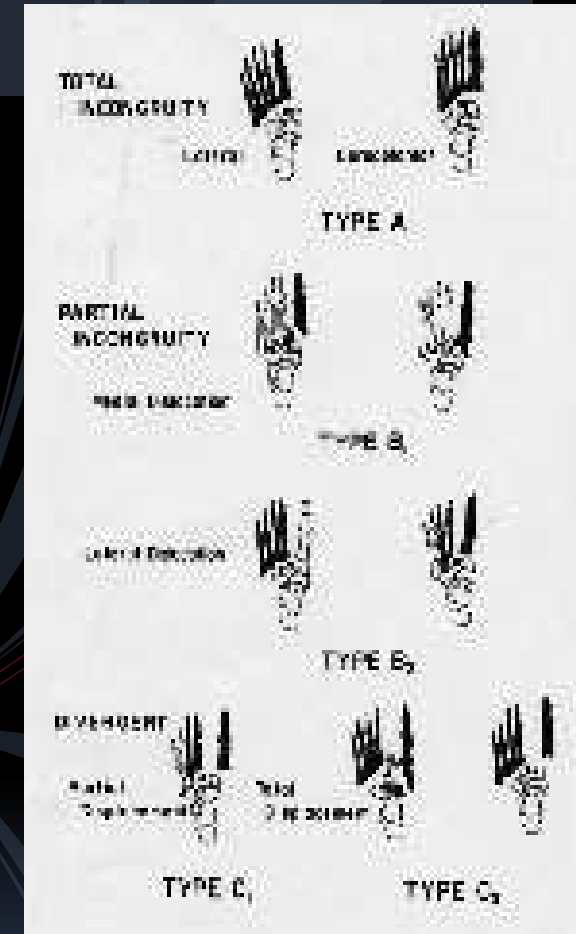 TOTAL
INCONGRUITY
Lateral
TYPE A
PARTIAL
INCONGRUITY
Medial Dislocation
TYPE B₁
Lateral Dislocation
TYPE B₂
DIVERGENT
Partial
Displacement
Total
Displacement
TYPE C₁
TYPE C₂